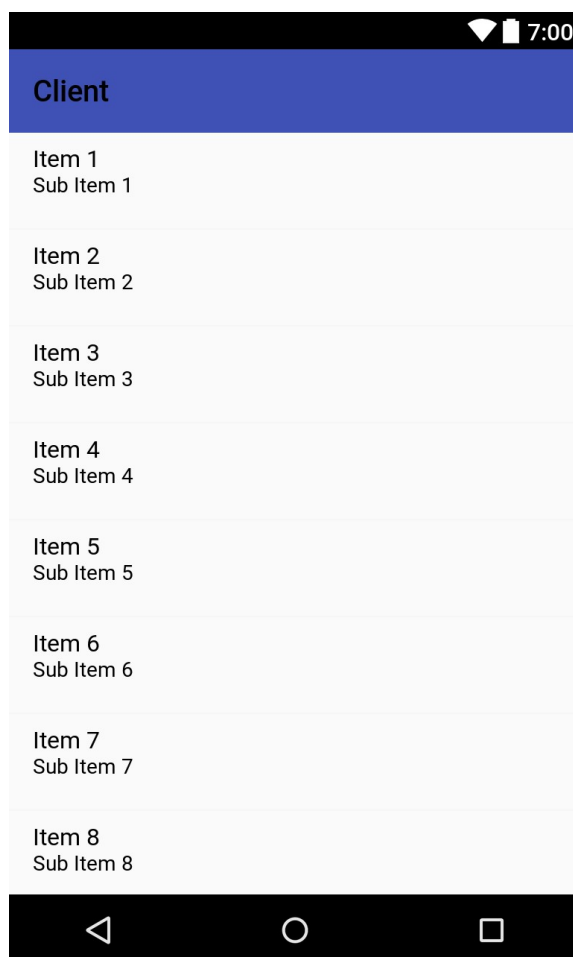 7:00
Client
Item 1
Sub Item 1
Item 2
Sub Item 2
Item 3
Sub Item 3
Item 4
Sub Item 4
Item 5
Sub Item 5
Item 6
Sub Item 6
Item 7
Sub Item 7
Item 8
Sub Item 8